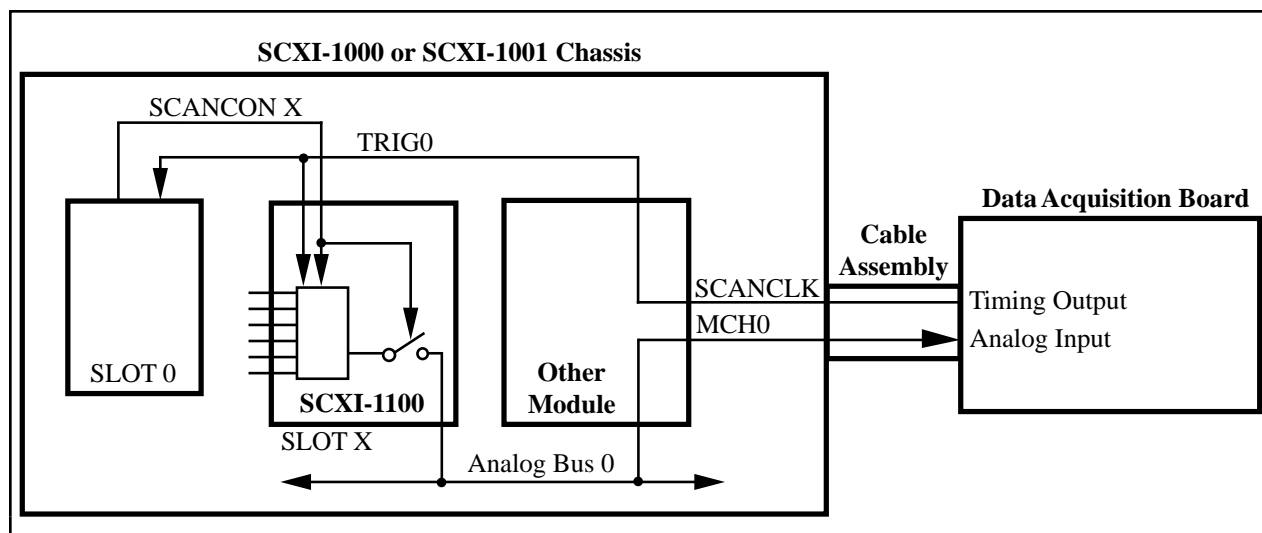 SCXI-1000 or SCXI-1001 Chassis
SCANCON X
TRIG0
Data Acquisition Board
Cable
Assembly
SCANCLK
Timing Output
MCH0
Analog Input
SLOT 0
Other
Module
SCXI-1100
SLOT X
Analog Bus 0